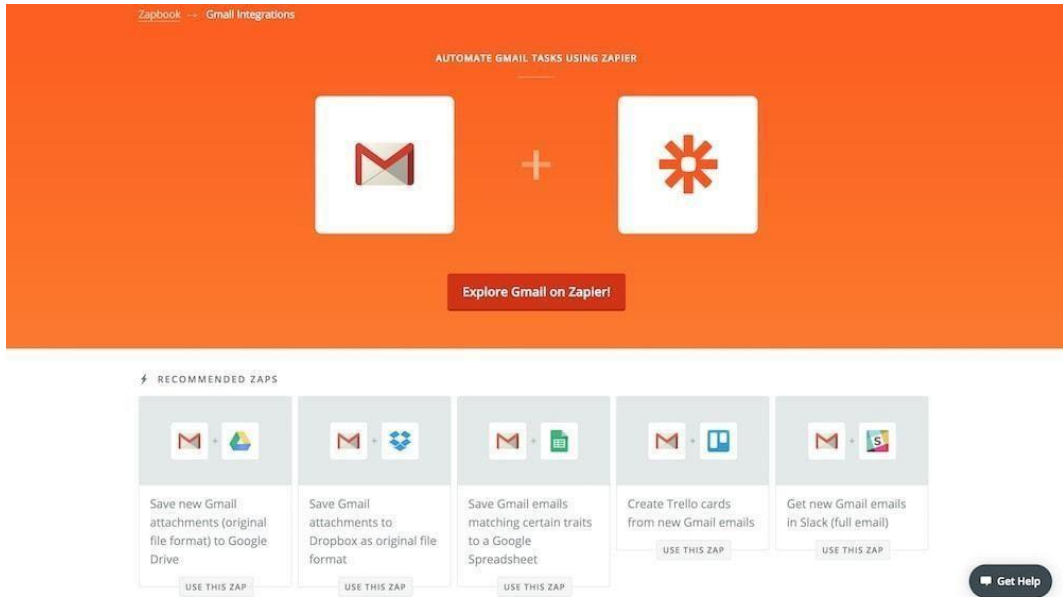 Zapbook → Gmail Integrations
AUTOMATE GMAIL TASKS USING ZAPIER
+
Explore Gmail on Zapier!
RECOMMENDED ZAPS
+
+
+
+
+
Save new Gmail
attachments (original
file format) to Google
Drive
USE THIS ZAP
Save Gmail
attachments to
Dropbox as original file
format
USE THIS ZAP
Save Gmail emails
matching certain traits
to a Google
Spreadsheet
USE THIS ZAP
Create Trello cards
from new Gmail emails
USE THIS ZAP
Get new Gmail emails
in Slack (full email)
USE THIS ZAP
Get Help